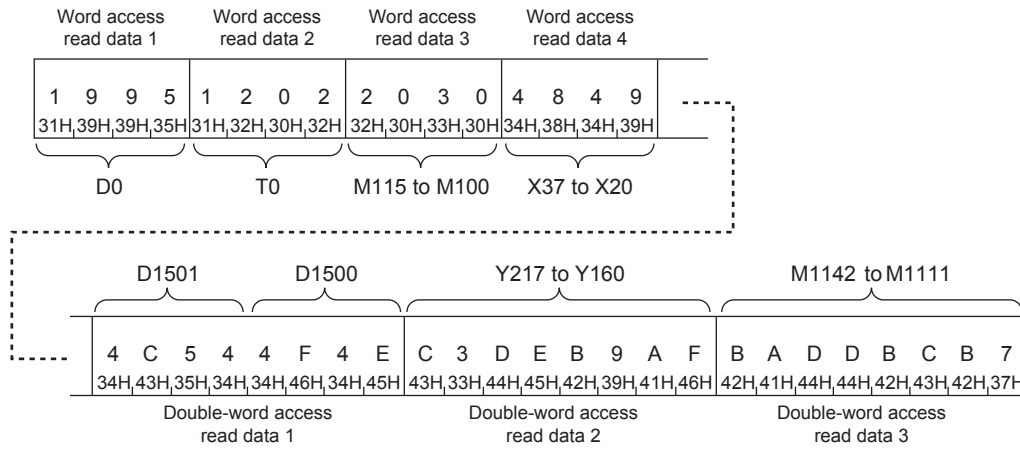 Word access Word access Word access Word access
read data 1 read data 2 read data 3 read data 4
1 9 9 5 1 2 0 2 2 0 3 0 4 8 4 9
31H 39H 39H 35H 31H 32H 30H 32H 32H 30H 33H 30H 34H 38H 34H 39H
D0 T0 M115 to M100 X37 to X20
D1501 D1500 Y217 to Y160 M1142 to M1111
4 C 5 4 4 F 4 E C 3 D E B 9 A F B A D D B C B 7
34H 43H 35H 34H 34H 46H 34H 45H 43H 33H 44H 45H 42H 39H 41H 46H 42H 41H 44H 44H 42H 43H 42H 37H
Double-word access Double-word access Double-word access
read data 1 read data 2 read data 3